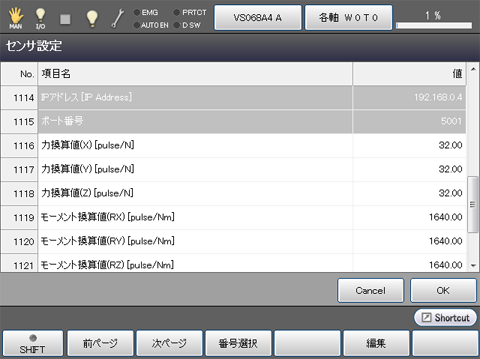 MAN
I/O
EMG
PRTCT
AUTO EN
D SW
VS068A4 A
各軸 W 0 T 0
1 %
センサ設定
No. 項目名 値
1114 IPアドレス [IP Address] 192.168.0.4
1115 ポート番号 5001
1116 力換算値(X) [pulse/N] 32.00
1117 力換算値(Y) [pulse/N] 32.00
1118 力換算値(Z) [pulse/N] 32.00
1119 モーメント換算値(RX) [pulse/Nm] 1640.00
1120 モーメント換算値(RY) [pulse/Nm] 1640.00
1121 モーメント換算値(RZ) [pulse/Nm] 1640.00
Cancel OK
Shortcut
SHIFT 前ページ 次ページ 番号選択 編集